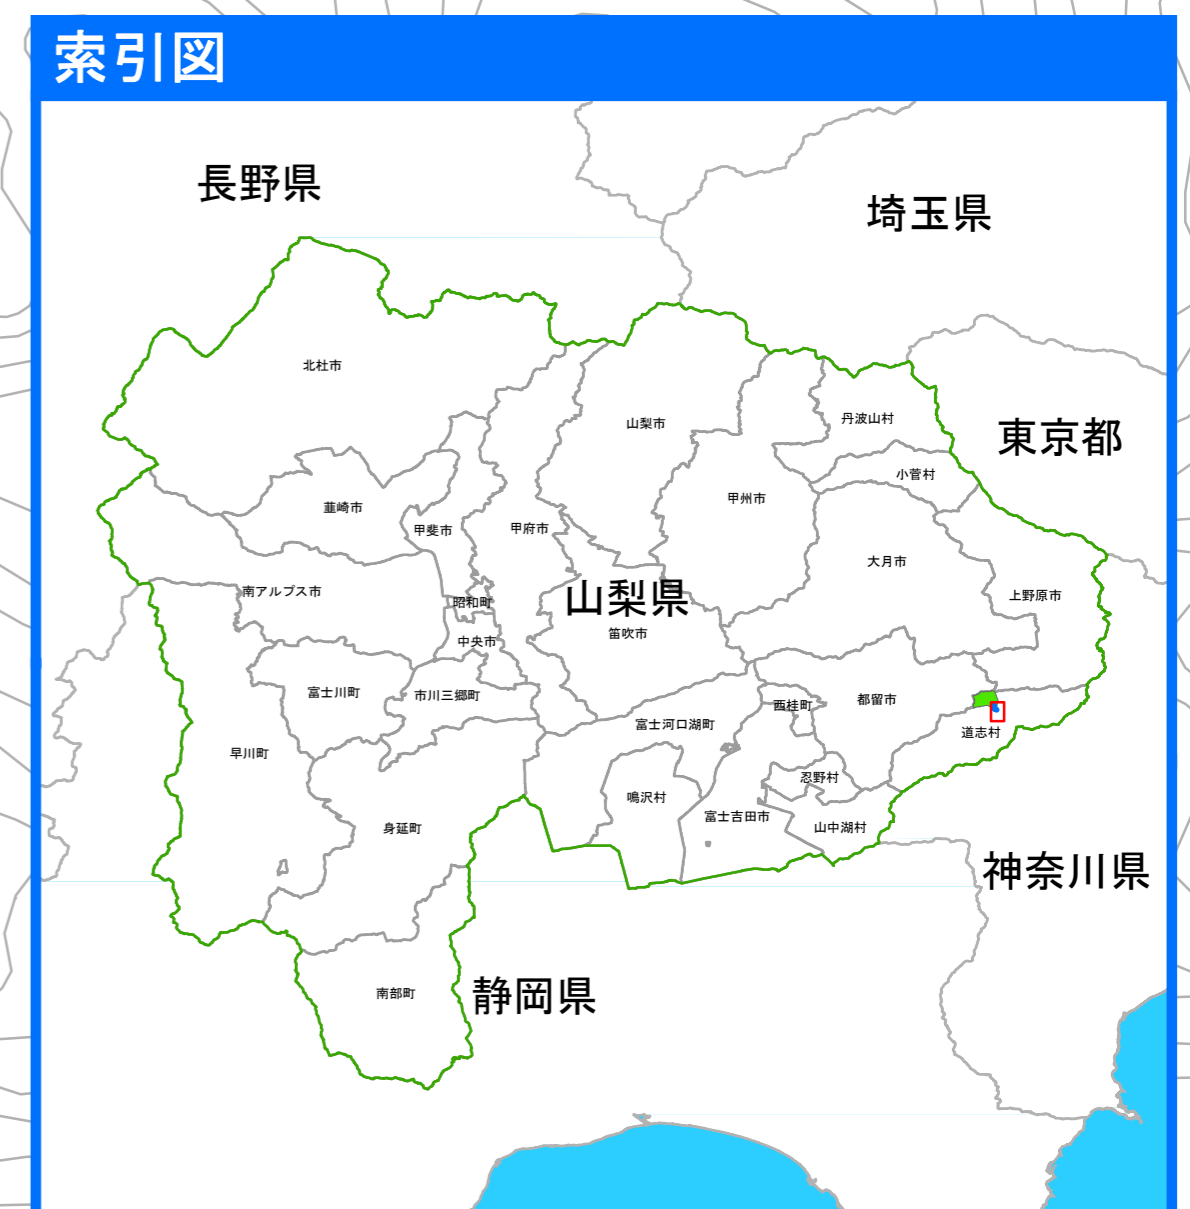 索引図
長野県
埼玉県
北杜市
山梨市
丹波山村
東京都
小菅村
甲州市
韮崎市
甲斐市
甲府市
大月市
南アルプス市
昭和町
山梨県
上野原市
笛吹市
中央市
富士川町
市川三郷町
都留市
西桂町
富士河口湖町
道志村
早川町
忍野村
鳴沢村
富士吉田市
山中湖村
身延町
神奈川県
南部町
静岡県